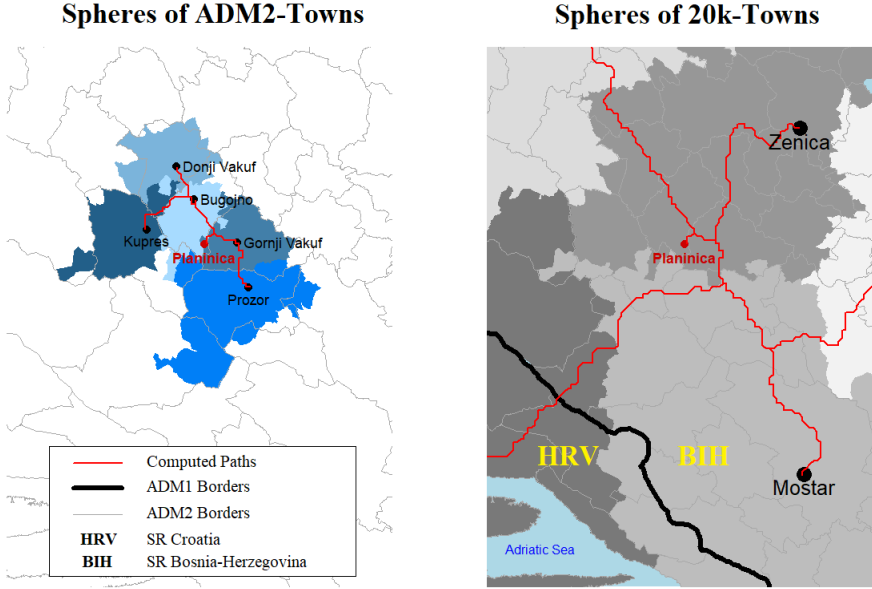 Spheres of ADM2-Towns
Donji Vakuf
Bugojno
Kupres
Gornji Vakuf
Planinica
Prozor
Computed Paths
ADM1 Borders
ADM2 Borders
HRV SR Croatia
BIH SR Bosnia-Herzegovina
Spheres of 20k-Towns
Zenica
Planinica
HRV
BIH
Mostar
Adriatic Sea